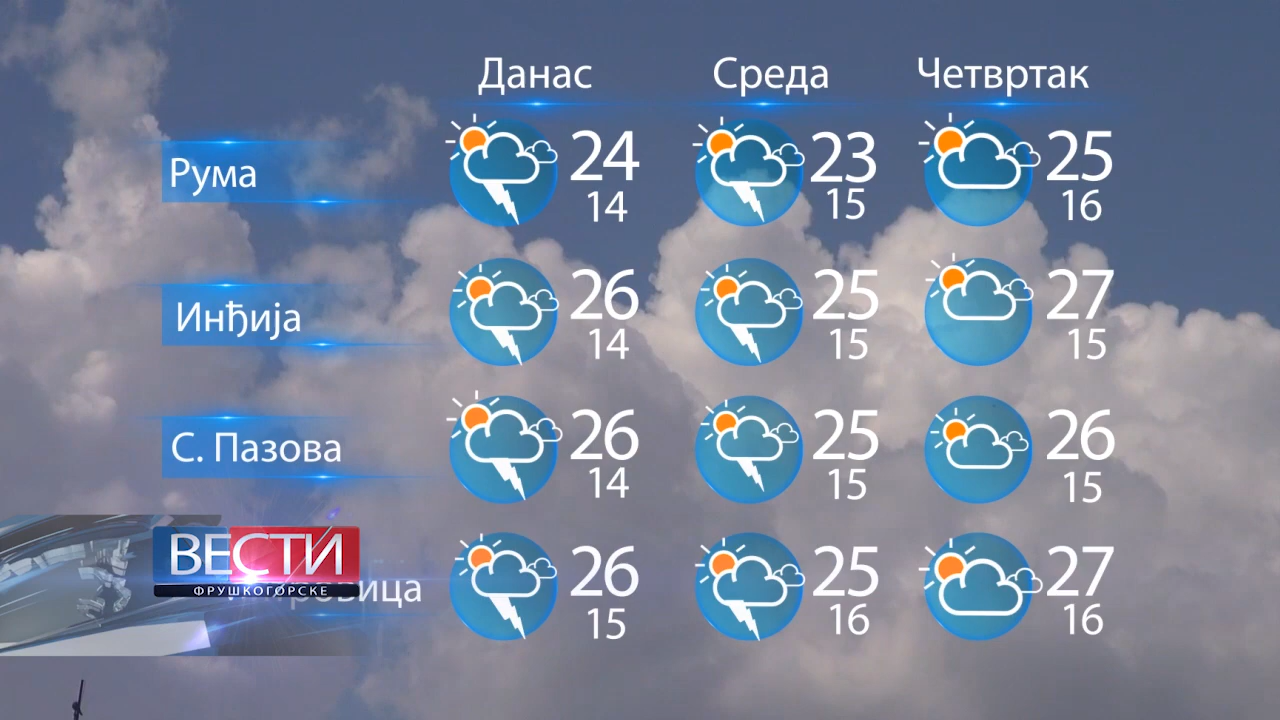 Данас Среда Четвртак
Рума 24 14 23 15 25 16
Инђија 26 14 25 15 27 15
С. Пазова 26 14 25 15 26 15
26 15 25 16 27 16
ВЕСТИ
ФРУШКОГОРСКЕ